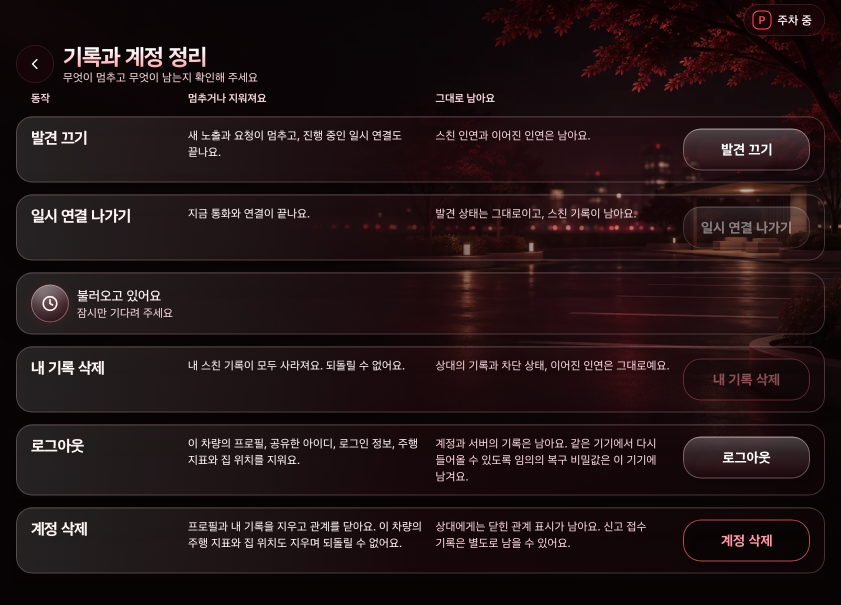 P 주차 중
기록과 계정 정리
무엇이 멈추고 무엇이 남는지 확인해 주세요
동작 멈추거나 지워져요 그대로 남아요
발견 끄기
새 노출과 요청이 멈추고, 진행 중인 일시 연결도
끝나요.
스친 인연과 이어진 인연은 남아요.
발견 끄기
일시 연결 나가기
지금 통화와 연결이 끝나요.
발견 상태는 그대로이고, 스친 기록이 남아요.
일시 연결 나가기
불러오고 있어요
잠시만 기다려 주세요
내 기록 삭제
내 스친 기록이 모두 사라져요. 되돌릴 수 없어요.
상대의 기록과 차단 상태, 이어진 인연은 그대로예요.
내 기록 삭제
로그아웃
이 차량의 프로필, 공유한 아이디, 로그인 정보, 주행
지표와 집 위치를 지워요.
계정과 서버의 기록은 남아요. 같은 기기에서 다시
들어올 수 있도록 임의의 복구 비밀값은 이 기기에
남겨요.
로그아웃
계정 삭제
프로필과 내 기록을 지우고 관계를 닫아요. 이 차량의
주행 지표와 집 위치도 지우며 되돌릴 수 없어요.
상대에게는 닫힌 관계 표시가 남아요. 신고 접수
기록은 별도로 남을 수 있어요.
계정 삭제